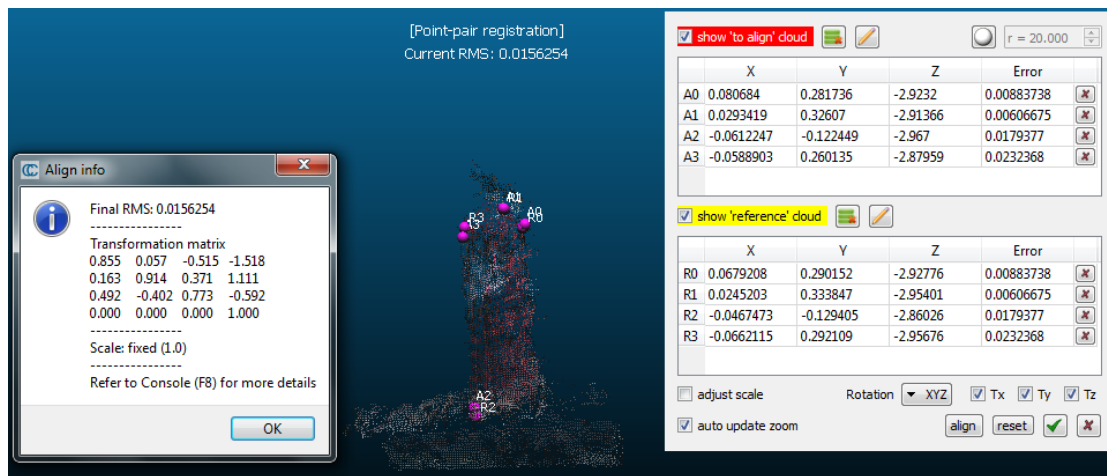 [Point-pair registration]
Current RMS: 0.0156254
A1
R3
A3
A0
R0
A2
R2
Align info
Final RMS: 0.0156254
----------------
Transformation matrix
0.855 0.057 -0.515 -1.518
0.163 0.914 0.371 1.111
0.492 -0.402 0.773 -0.592
0.000 0.000 0.000 1.000
----------------
Scale: fixed (1.0)
----------------
Refer to Console (F8) for more details
OK
show 'to align' cloud r = 20.000
X Y Z Error
A0 0.080684 0.281736 -2.9232 0.00883738
A1 0.0293419 0.32607 -2.91366 0.00606675
A2 -0.0612247 -0.122449 -2.967 0.0179377
A3 -0.0588903 0.260135 -2.87959 0.0232368
show 'reference' cloud
X Y Z Error
R0 0.0679208 0.290152 -2.92776 0.00883738
R1 0.0245203 0.333847 -2.95401 0.00606675
R2 -0.0467473 -0.129405 -2.86026 0.0179377
R3 -0.0662115 0.292109 -2.95676 0.0232368
adjust scale Rotation XYZ Tx Ty Tz
auto update zoom align reset